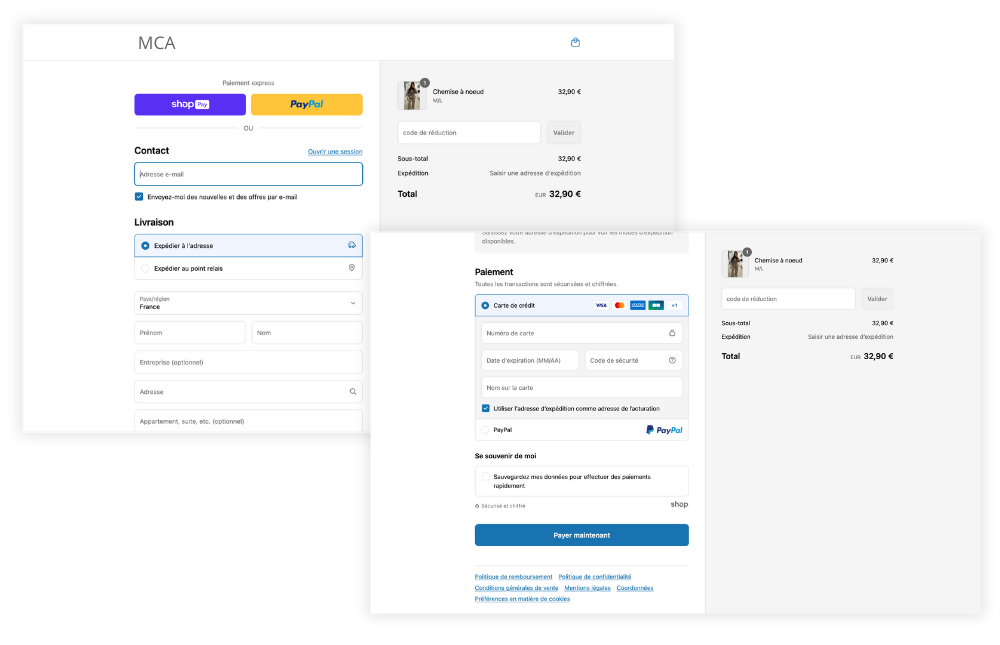 MCA
Paiement express
shop Pay
PayPal
OU
Contact
Ouvrir une session
Adresse e-mail
Envoyez-moi des nouvelles et des offres par e-mail
Livraison
Expédier à l'adresse
Expédier au point relais
Pays/région
France
Prénom
Nom
Entreprise (optionnel)
Adresse
Appartement, suite, etc. (optionnel)
1
Chemise à noeud
32,90 €
M/L
code de réduction
Valider
Sous-total
32,90 €
Expédition
Saisir une adresse d'expédition
Total
EUR 32,90 €
Saisissez votre adresse d'expédition pour voir les modes d'expédition
disponibles.
Paiement
Toutes les transactions sont sécurisées et chiffrées.
Carte de crédit
VISA
+1
Numéro de carte
Date d'expiration (MM/AA)
Code de sécurité
Nom sur la carte
Utiliser l'adresse d'expédition comme adresse de facturation
PayPal
PayPal
Se souvenir de moi
Sauvegardez mes données pour effectuer des paiements
rapidement
Sécurisé et chiffré
shop
Payer maintenant
Politique de remboursement
Politique de confidentialité
Conditions générales de vente
Mentions légales
Coordonnées
Préférences en matière de cookies
1
Chemise à noeud
32,90 €
M/L
code de réduction
Valider
Sous-total
32,90 €
Expédition
Saisir une adresse d'expédition
Total
EUR 32,90 €